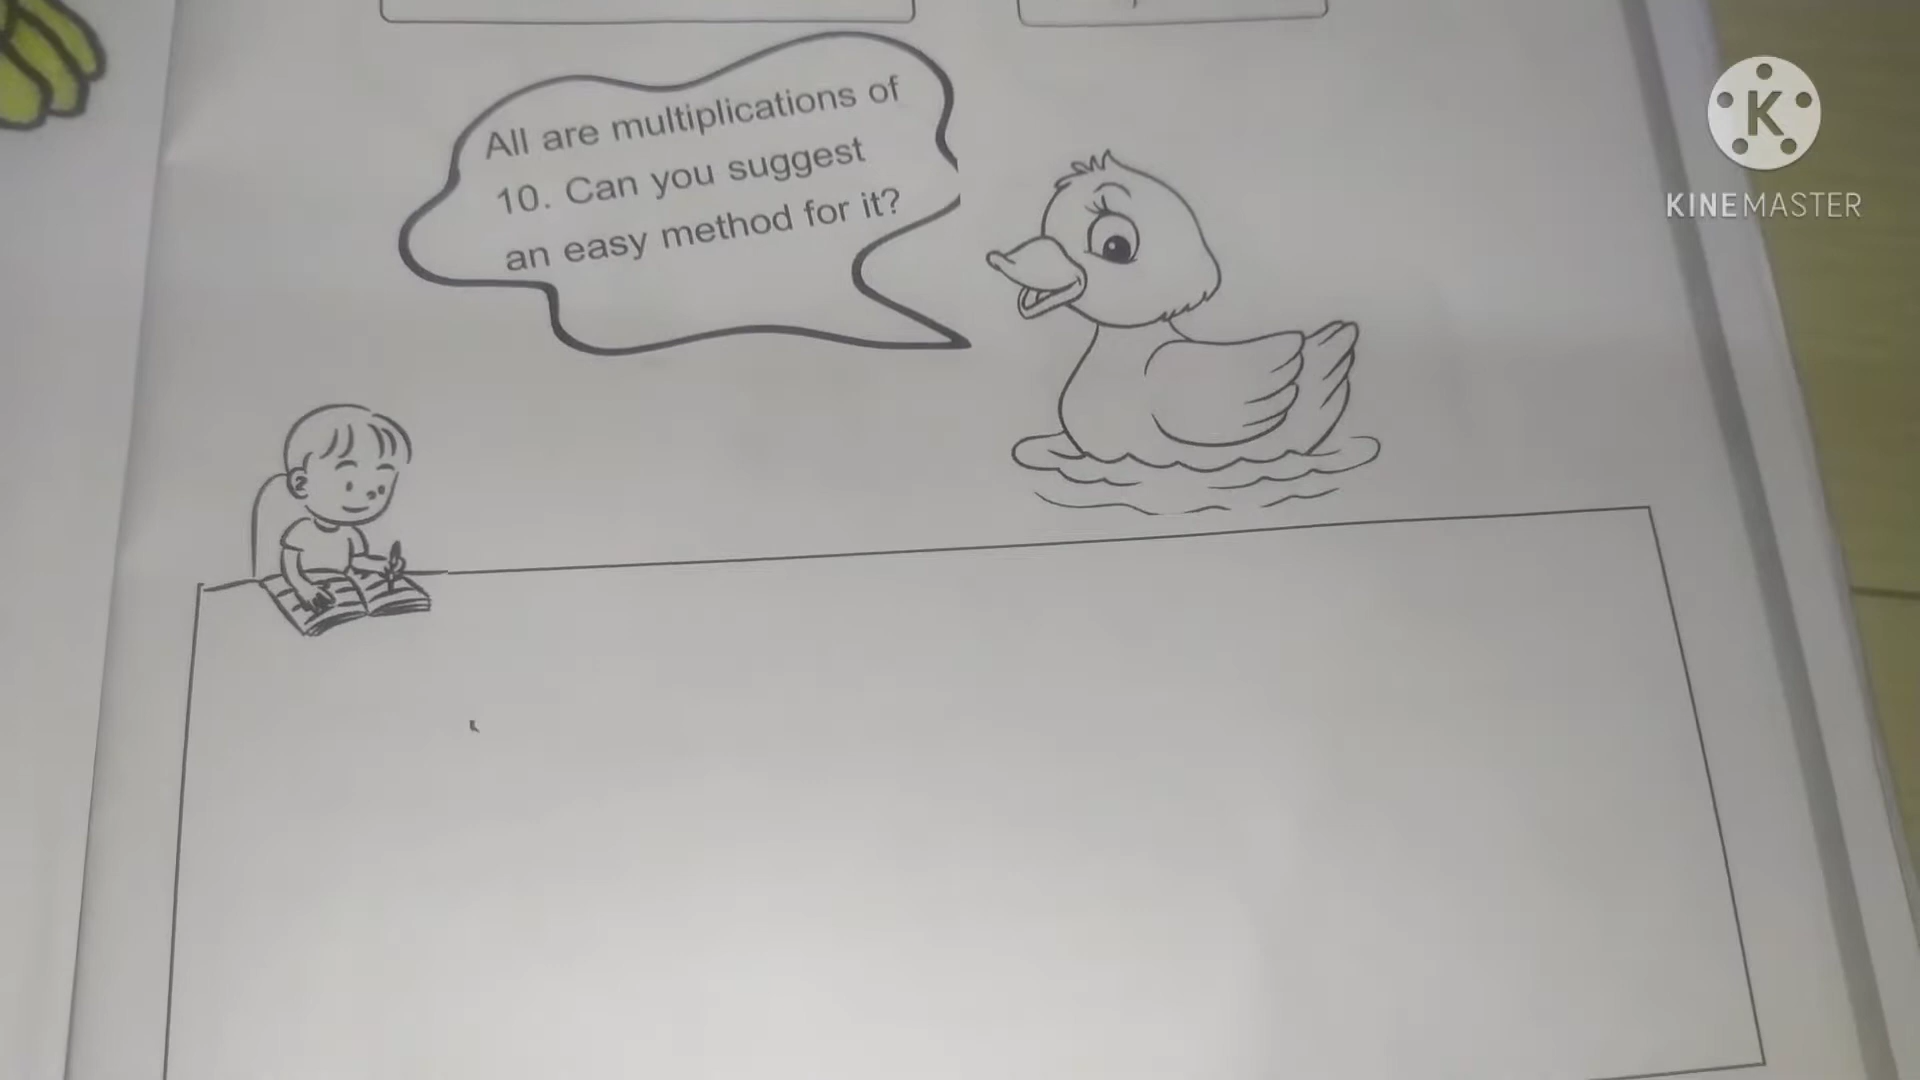 All are multiplications of
10. Can you suggest
an easy method for it?
K
KINEMASTER